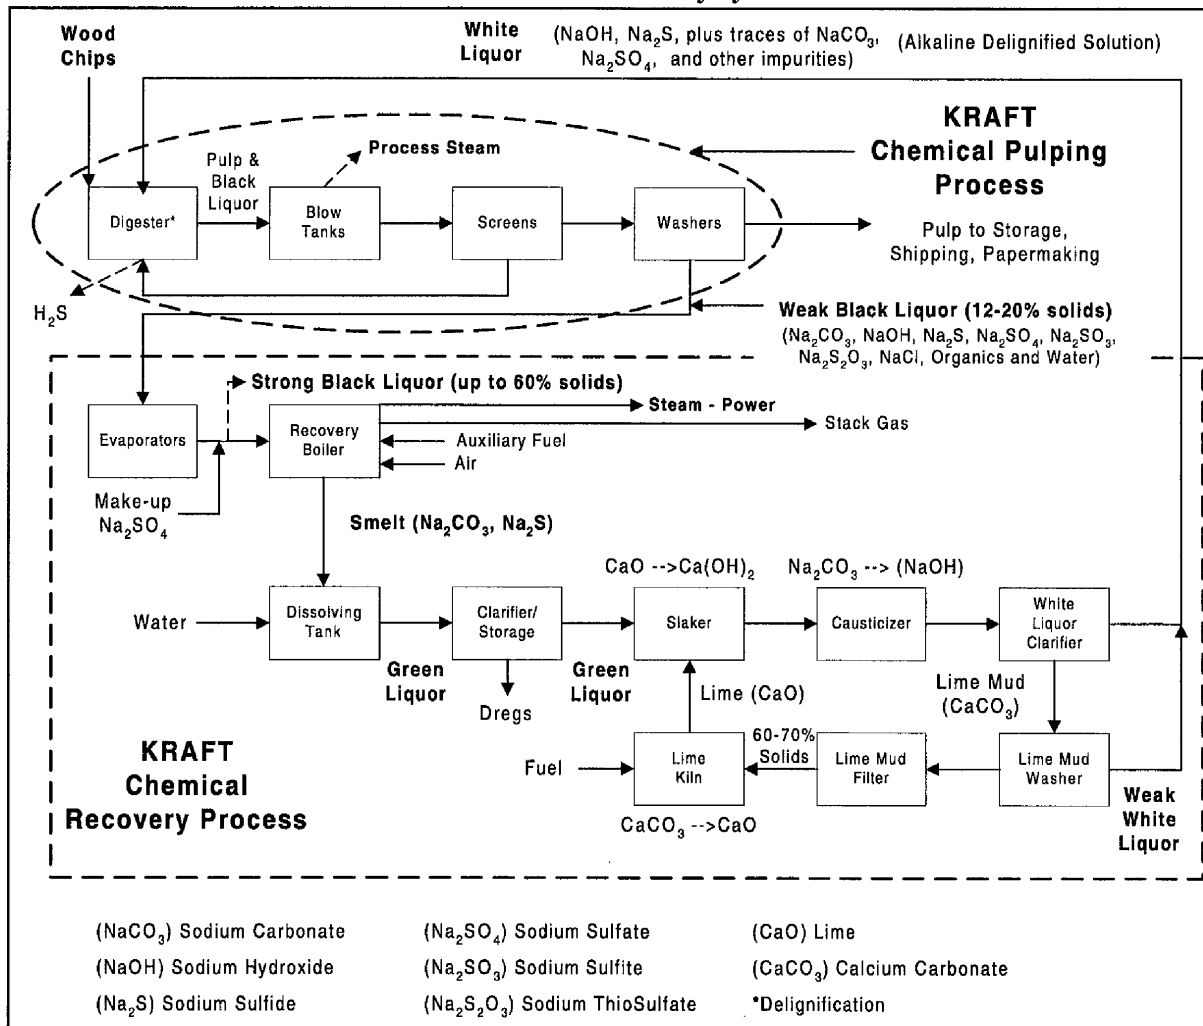 Wood
Chips
White
Liquor
(NaOH, Na₂S, plus traces of NaCO₃,
Na₂SO₄, and other impurities)
(Alkaline Delignified Solution)
KRAFT
Chemical Pulping
Process
Process Steam
Pulp &
Black
Liquor
Digester*
Blow
Tanks
Screens
Washers
Pulp to Storage,
Shipping, Papermaking
H₂S
Weak Black Liquor (12-20% solids)
(Na₂CO₃, NaOH, Na₂S, Na₂SO₄, Na₂SO₃,
Na₂S₂O₃, NaCl, Organics and Water)
Strong Black Liquor (up to 60% solids)
Steam - Power
Stack Gas
Evaporators
Recovery
Boiler
Auxiliary Fuel
Air
Make-up
Na₂SO₄
Smelt (Na₂CO₃, Na₂S)
CaO -->Ca(OH)₂
Na₂CO₃ --> (NaOH)
Water
Dissolving
Tank
Clarifier/
Storage
Slaker
Causticizer
White
Liquor
Clarifier
Green
Liquor
Green
Liquor
Dregs
Lime (CaO)
Lime Mud
(CaCO₃)
KRAFT
Chemical
Recovery Process
Fuel
Lime
Kiln
60-70%
Solids
Lime Mud
Filter
Lime Mud
Washer
CaCO₃ -->CaO
Weak
White
Liquor
(NaCO₃) Sodium Carbonate
(Na₂SO₄) Sodium Sulfate
(CaO) Lime
(NaOH) Sodium Hydroxide
(Na₂SO₃) Sodium Sulfite
(CaCO₃) Calcium Carbonate
(Na₂S) Sodium Sulfide
(Na₂S₂O₃) Sodium ThioSulfate
*Delignification